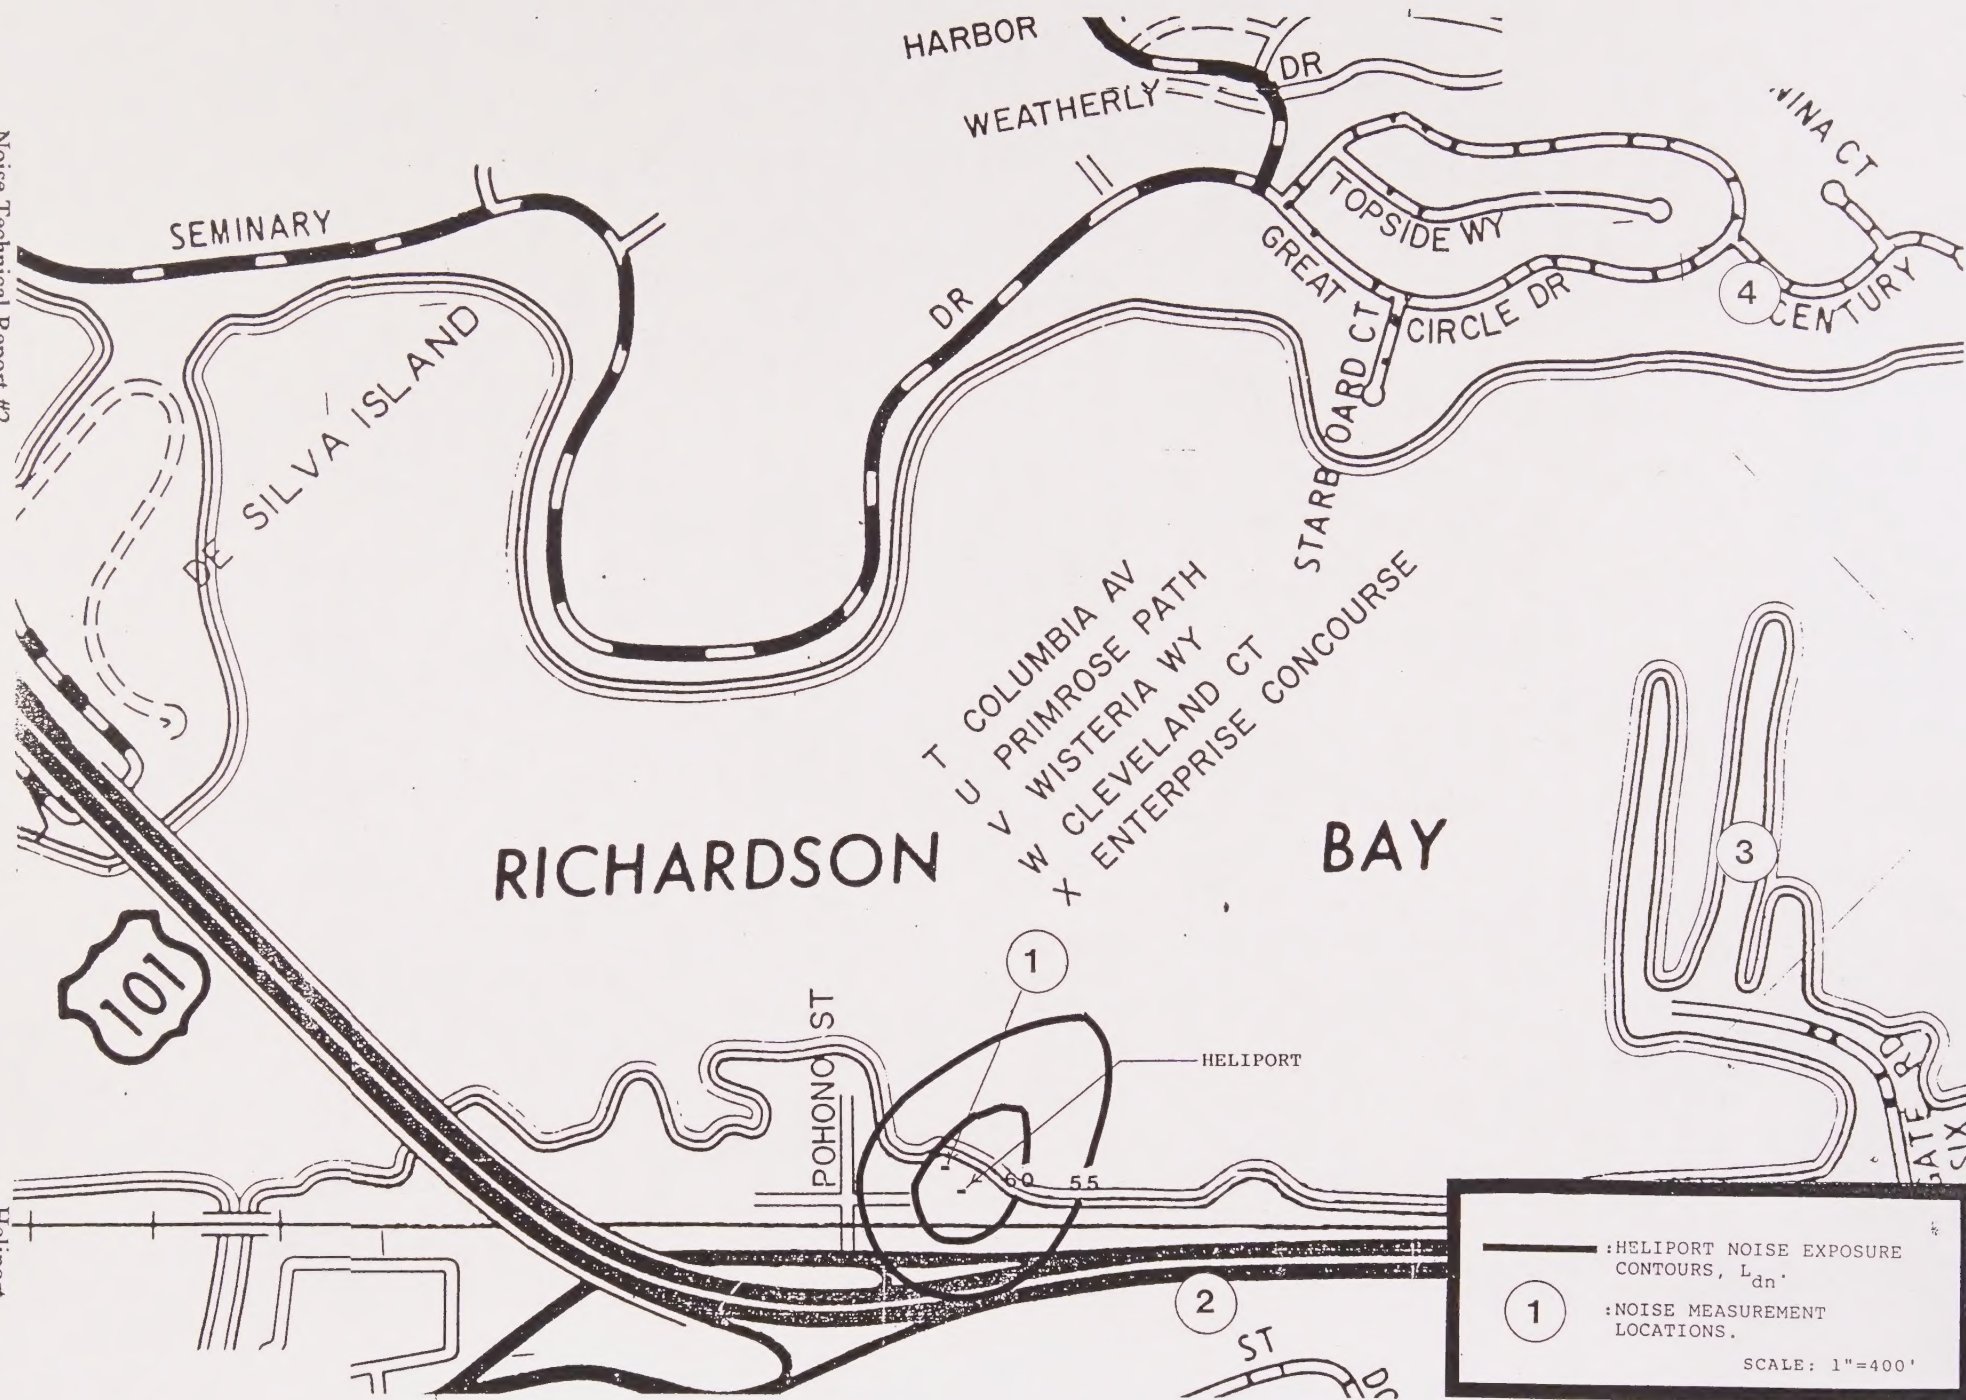 HARBOR
DR
WEATHERLY
SEMINARY
DR
TOPSIDE WY
GREAT
CIRCLE DR
STARBOARD CT
CENTURY
CT
4
DE SILVA ISLAND
T COLUMBIA AV
U PRIMROSE PATH
V WISTERIA WY
W CLEVELAND CT
X ENTERPRISE CONCOURSE
RICHARDSON BAY
3
101
1
POHONO ST
HELIPORT
60 55
GATE
SIX
2
ST
:HELIPORT NOISE EXPOSURE
CONTOURS, Ldn.
1 :NOISE MEASUREMENT
LOCATIONS.
SCALE: 1"=400'